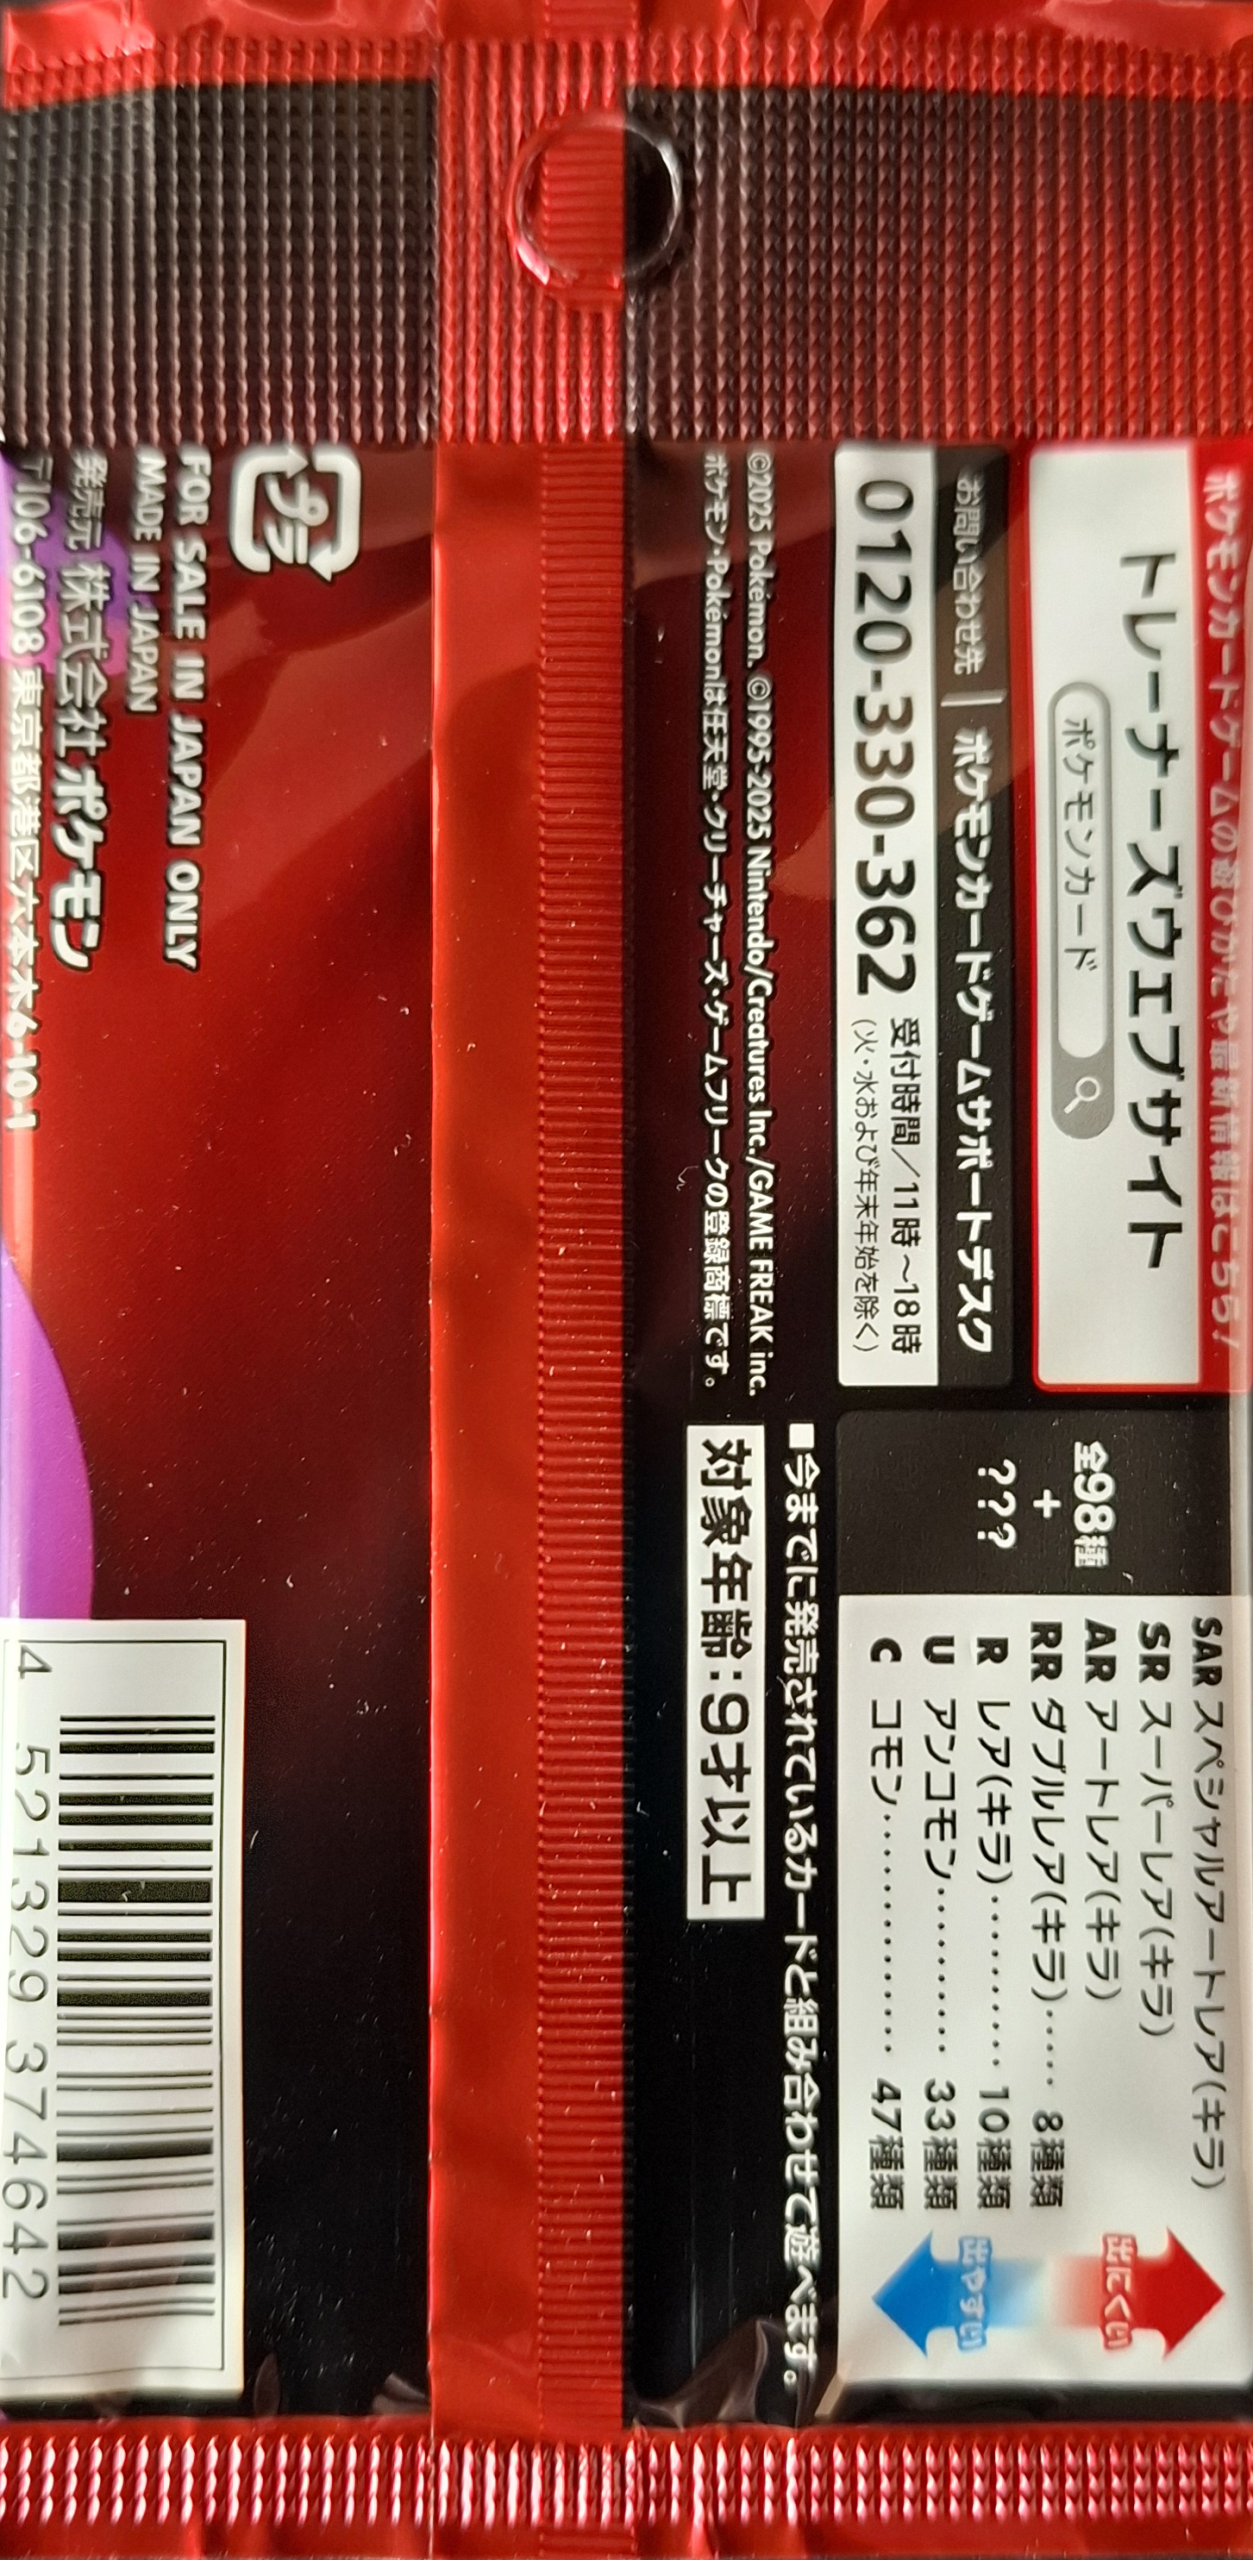 ポケモンカードゲームの遊びかたや最新情報はこちら！
トレーナーズウェブサイト
ポケモンカード
お問い合わせ先 ポケモンカードゲームサポートデスク
0120-330-362 受付時間／11時～18時
(火・水および年末年始を除く)
©2025 Pokémon. ©1995-2025 Nintendo/Creatures Inc./GAME FREAK inc.
ポケモン・Pokémonは任天堂・クリーチャーズ・ゲームフリークの登録商標です。
全98種
+
???
SAR スペシャルアートレア(キラ)
SR スーパーレア(キラ)
AR アートレア(キラ)
RR ダブルレア(キラ)‥‥‥ 8種類
R レア(キラ)‥‥‥‥‥‥ 10種類
U アンコモン‥‥‥‥‥‥ 33種類
C コモン‥‥‥‥‥‥‥‥ 47種類
出にくい
出やすい
■今までに発売されているカードと組み合わせて遊べます。
対象年齢：9才以上
プラ
FOR SALE IN JAPAN ONLY
MADE IN JAPAN
発売元 株式会社ポケモン
〒106-6108 東京都港区六本木6-10-1
4 521329 374642